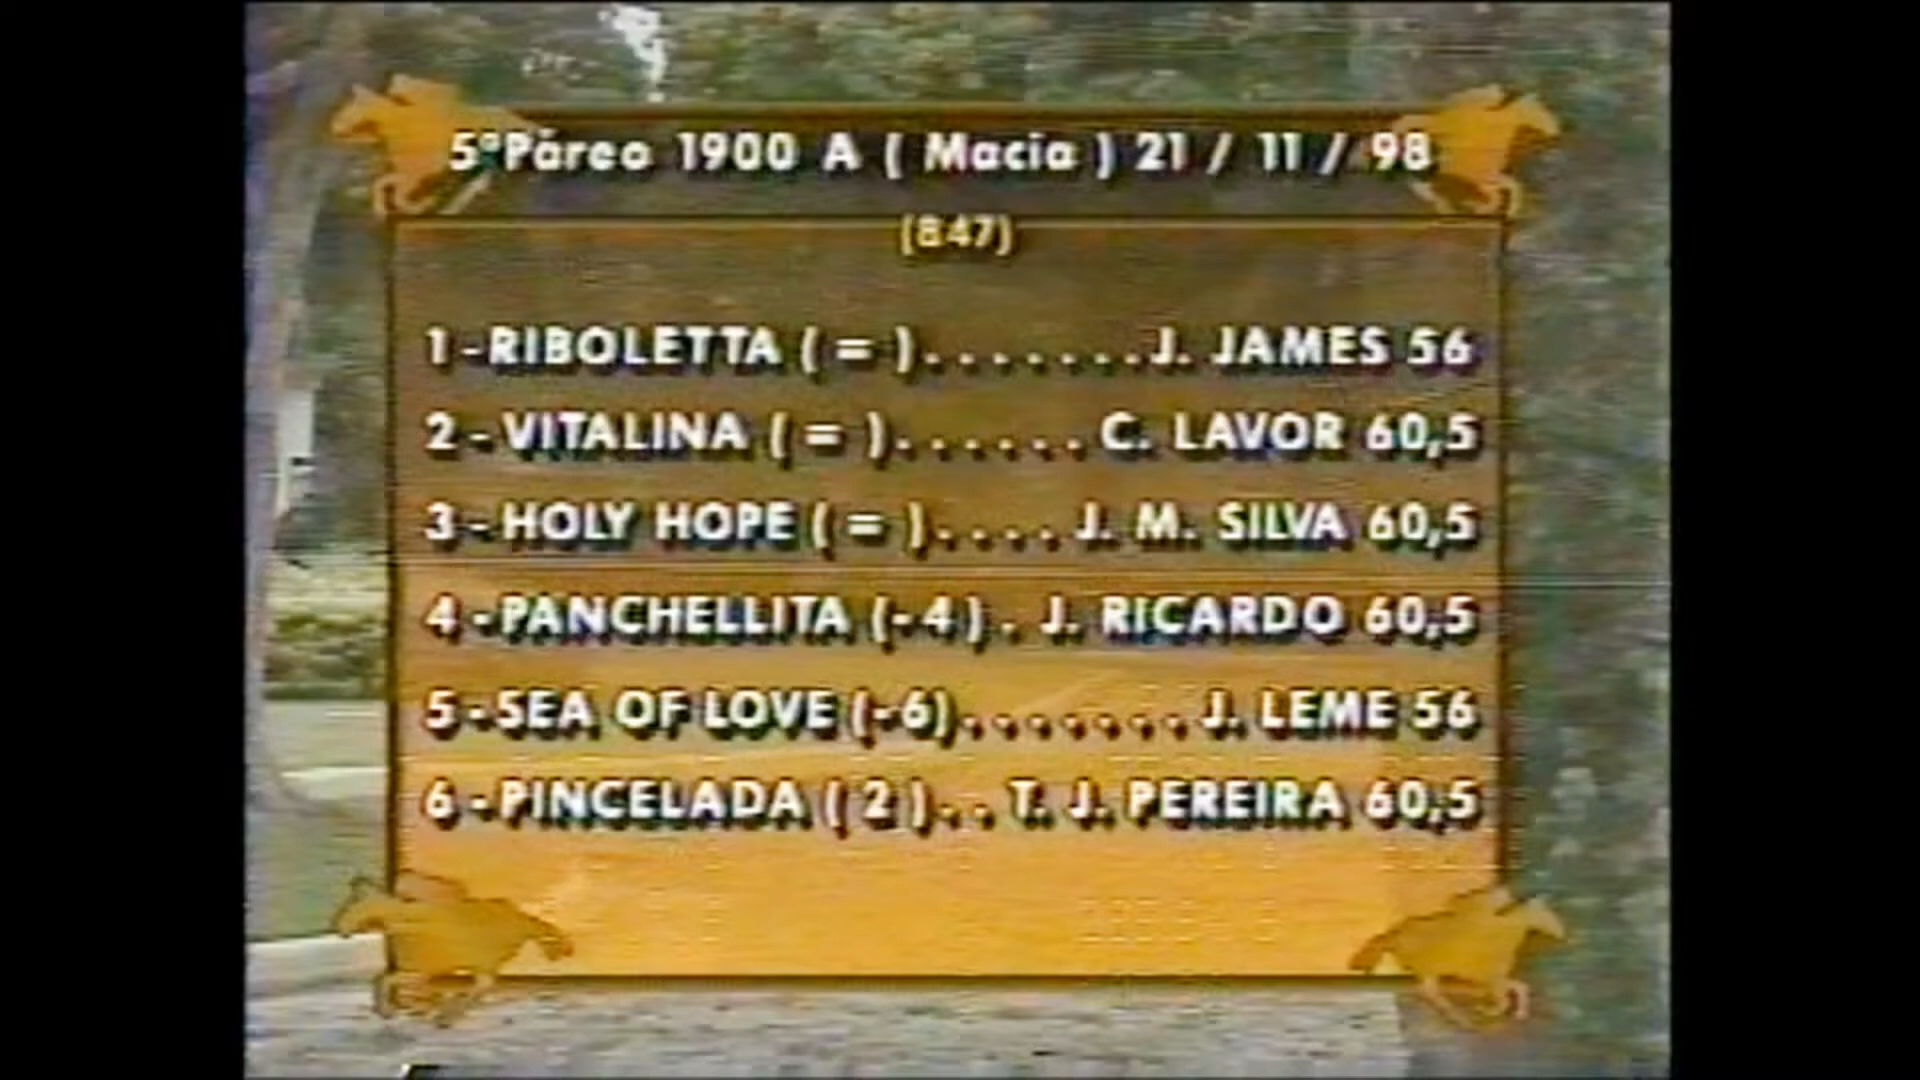 5ºPáreo 1900 A ( Macia ) 21 / 11 / 98
(847)
1 - RIBOLETTA ( = ) . . . . . . . J. JAMES 56
2 - VITALINA ( = ) . . . . . . C. LAVOR 60,5
3 - HOLY HOPE ( = ) . . . . J. M. SILVA 60,5
4 - PANCHELLITA (-4) . J. RICARDO 60,5
5 - SEA OF LOVE (-6) . . . . . . . J. LEME 56
6 - PINCELADA ( 2 ) . . T. J. PEREIRA 60,5